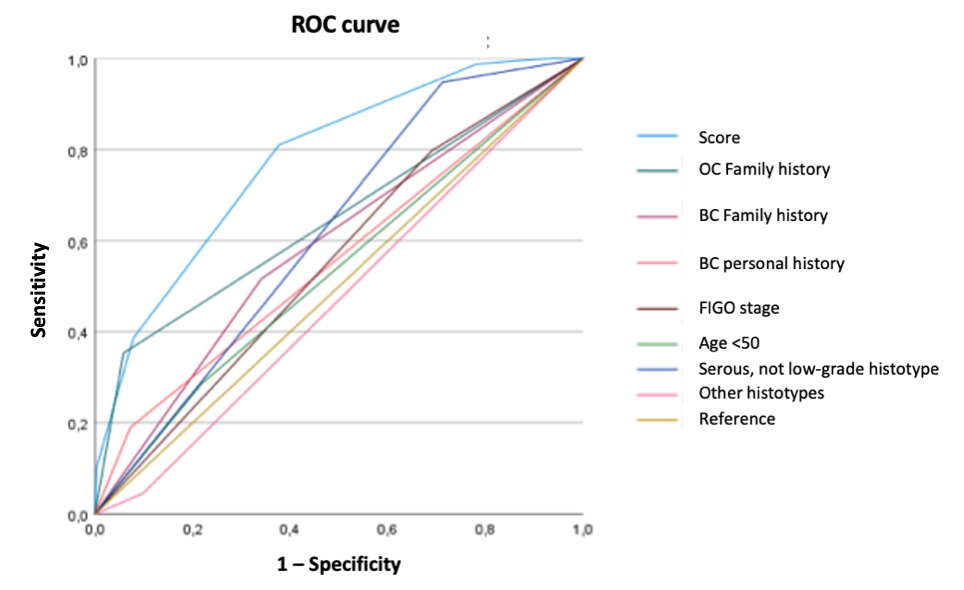 ROC curve
1,0
0,8
0,6
0,4
0,2
0,0
0,0
0,2
0,4
0,6
0,8
1,0
Sensitivity
1 – Specificity
Score
OC Family history
BC Family history
BC personal history
FIGO stage
Age <50
Serous, not low-grade histotype
Other histotypes
Reference